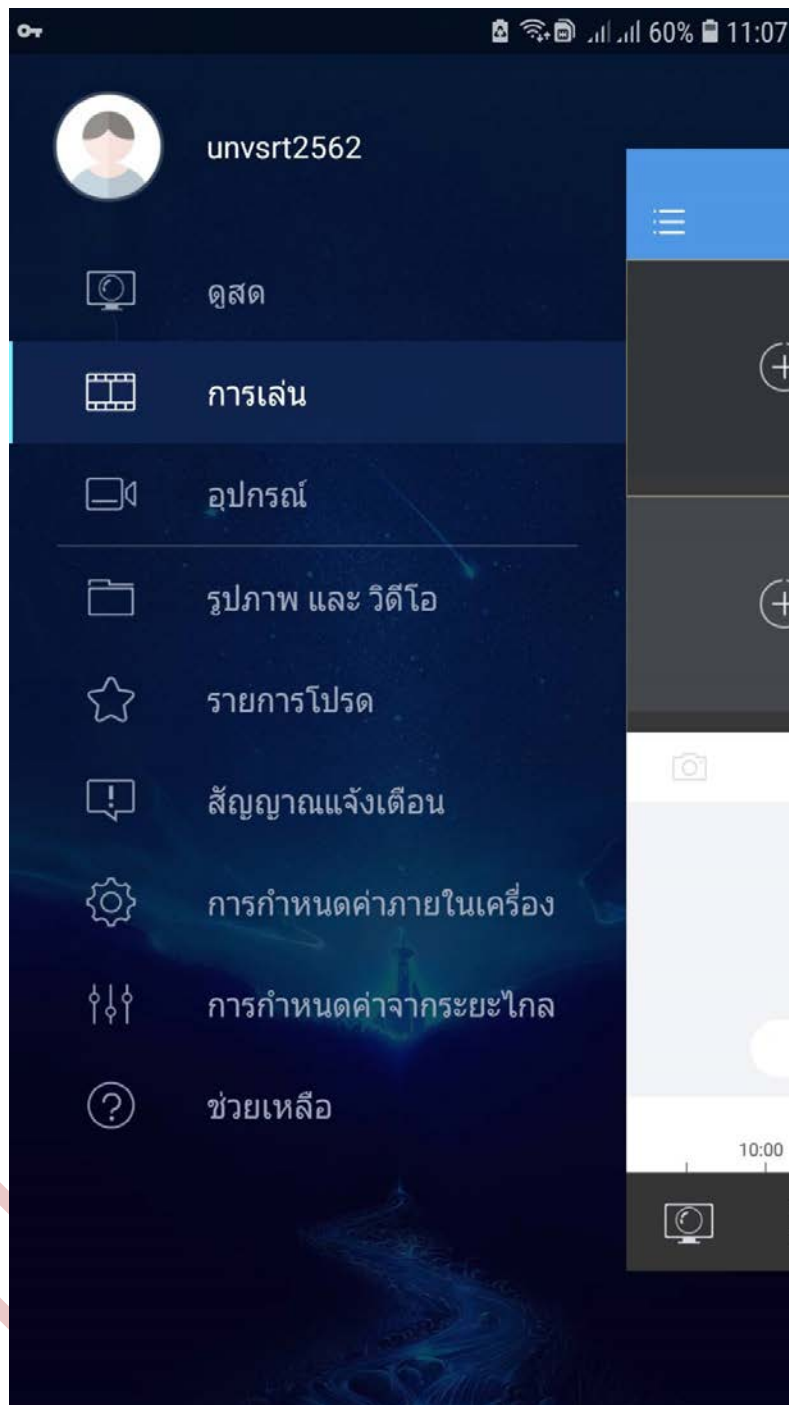 60% 11:07
unvsrt2562
ดูสด
การเล่น
อุปกรณ์
รูปภาพ และ วิดีโอ
รายการโปรด
สัญญาณแจ้งเตือน
การกำหนดค่าภายในเครื่อง
การกำหนดค่าจากระยะไกล
ช่วยเหลือ
10:00